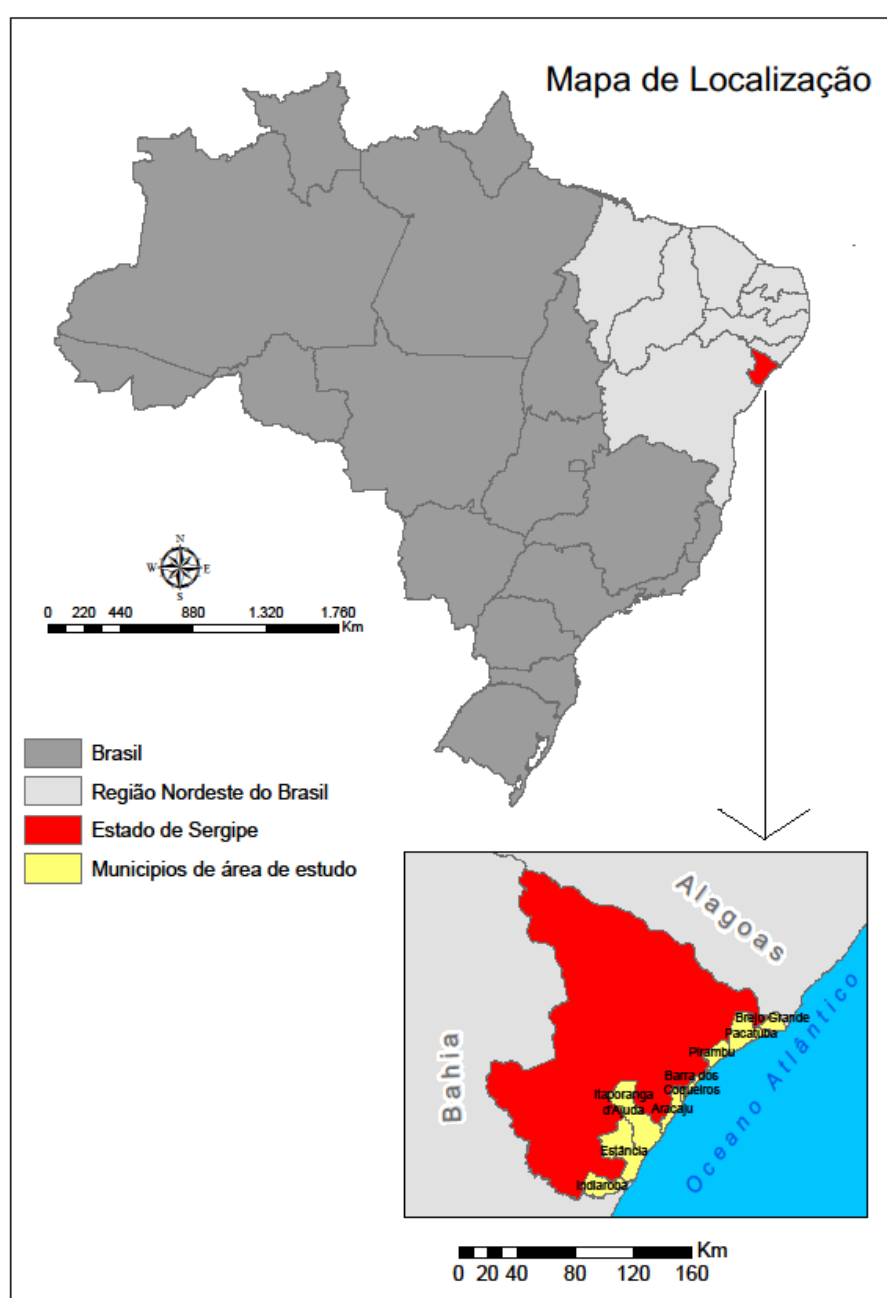 Mapa de Localização
N
W E
S
0 220 440 880 1.320 1.760
Km
Brasil
Região Nordeste do Brasil
Estado de Sergipe
Municipios de área de estudo
Alagoas
Bahia
Oceano Atlântico
Brejo Grande
Pacatuba
Pirambu
Barra dos
Coqueiros
Itaporanga
d'Ajuda
Aracaju
Estância
Indiaroba
Km
0 20 40 80 120 160